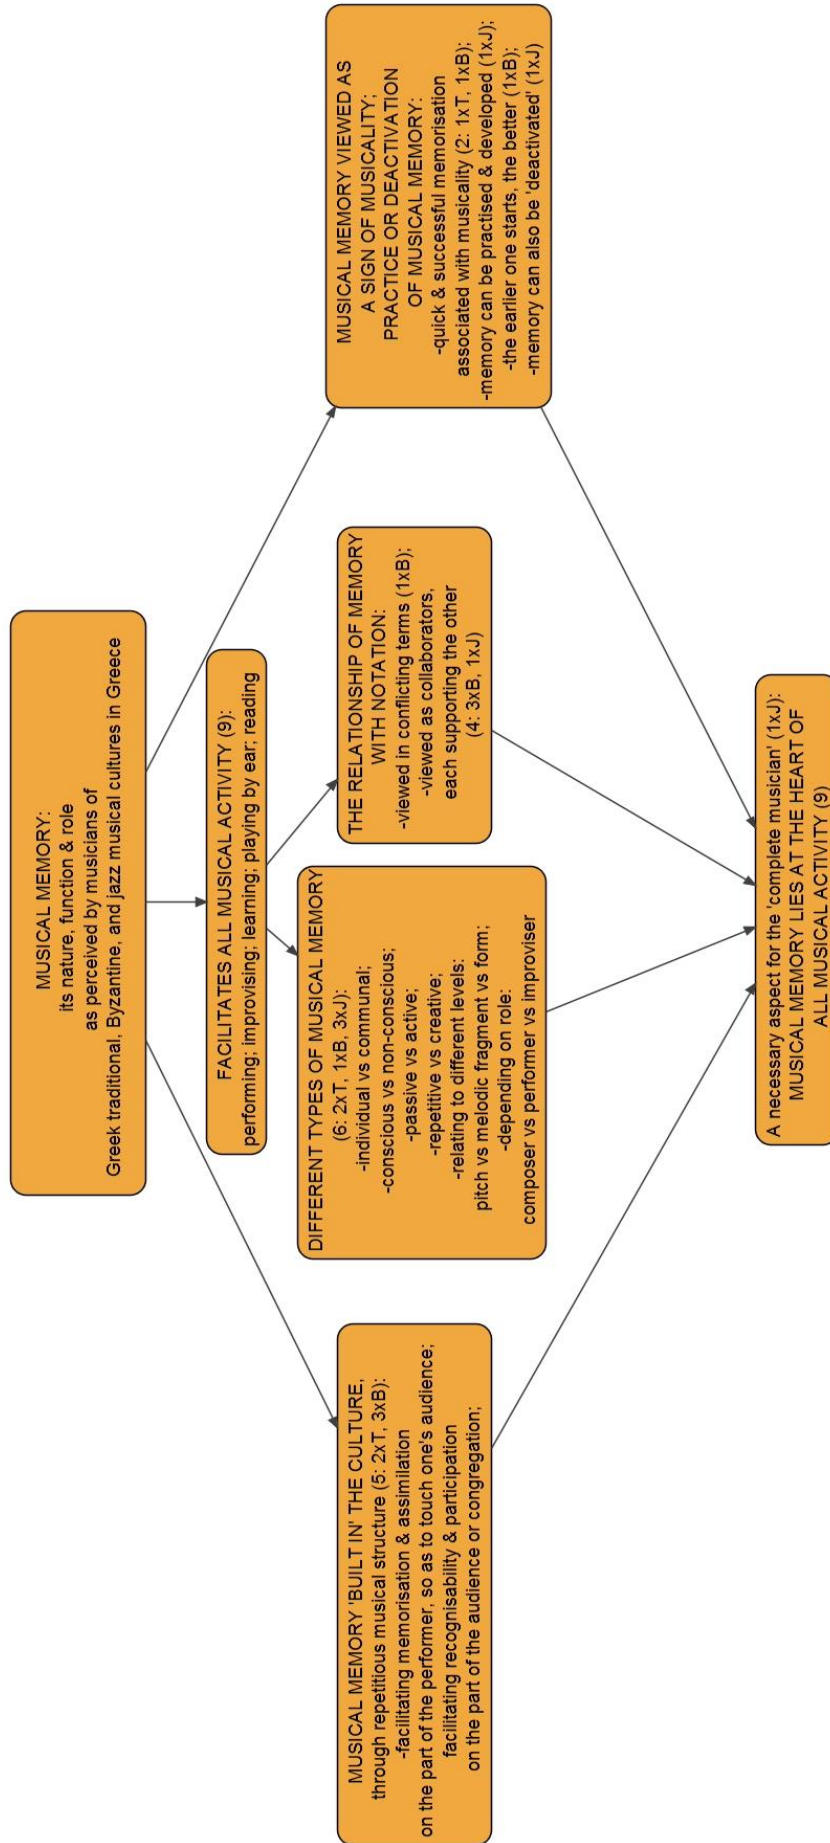 MUSICAL MEMORY:
its nature, function & role
as perceived by musicians of
Greek traditional, Byzantine, and jazz musical cultures in Greece
FACILITATES ALL MUSICAL ACTIVITY (9):
performing; improvising; learning; playing by ear; reading
MUSICAL MEMORY 'BUILT IN' THE CULTURE,
through repetitious musical structure (5: 2xT, 3xB):
-facilitating memorisation & assimilation
on the part of the performer, so as to touch one's audience;
facilitating recognisability & participation
on the part of the audience or congregation;
DIFFERENT TYPES OF MUSICAL MEMORY
(6: 2xT, 1xB, 3xJ):
-individual vs communal;
-conscious vs non-conscious;
-passive vs active;
-repetitive vs creative;
-relating to different levels:
pitch vs melodic fragment vs form;
-depending on role:
composer vs performer vs improviser
THE RELATIONSHIP OF MEMORY
WITH NOTATION:
-viewed in conflicting terms (1xB);
-viewed as collaborators,
each supporting the other
(4: 3xB, 1xJ)
MUSICAL MEMORY VIEWED AS
A SIGN OF MUSICALITY;
PRACTICE OR DEACTIVATION
OF MUSICAL MEMORY:
-quick & successful memorisation
associated with musicality (2: 1xT, 1xB);
-memory can be practised & developed (1xJ);
-the earlier one starts, the better (1xB);
-memory can also be 'deactivated' (1xJ)
A necessary aspect for the 'complete musician' (1xJ):
MUSICAL MEMORY LIES AT THE HEART OF
ALL MUSICAL ACTIVITY (9)